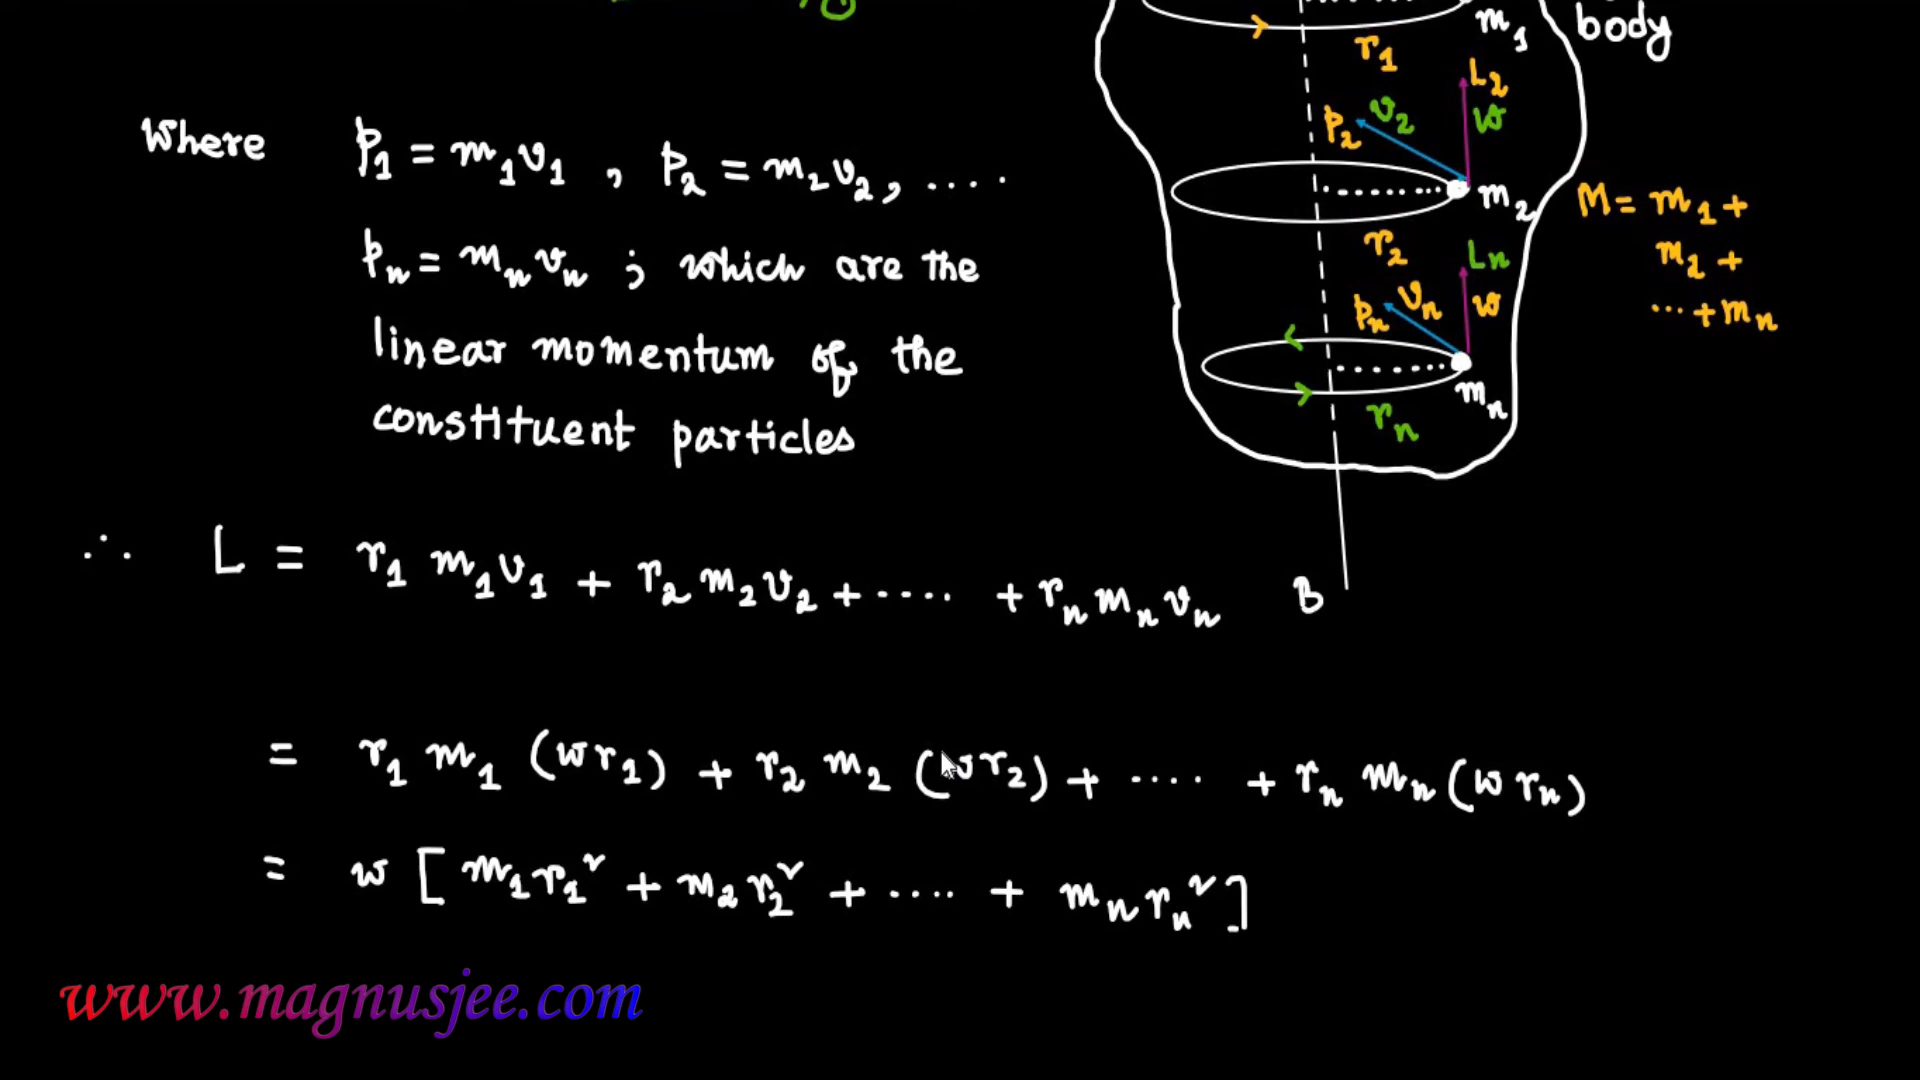 body
m₁
r₁
L₂
Where p₁ = m₁v₁ , p₂ = m₂v₂, ....
p₂ v₂ w
m₂
M = m₁ +
m₂ +
... + mₙ
pₙ = mₙvₙ ; which are the
r₂
Lₙ
pₙ vₙ w
linear momentum of the
mₙ
rₙ
constituent particles
∴ L = r₁ m₁v₁ + r₂ m₂v₂ + .... + rₙ mₙ vₙ
B
= r₁ m₁ (wr₁) + r₂ m₂ (wr₂) + .... + rₙ mₙ (w rₙ)
= w [ m₁r₁² + m₂r₂² + .... + mₙrₙ² ]
www.magnusjee.com